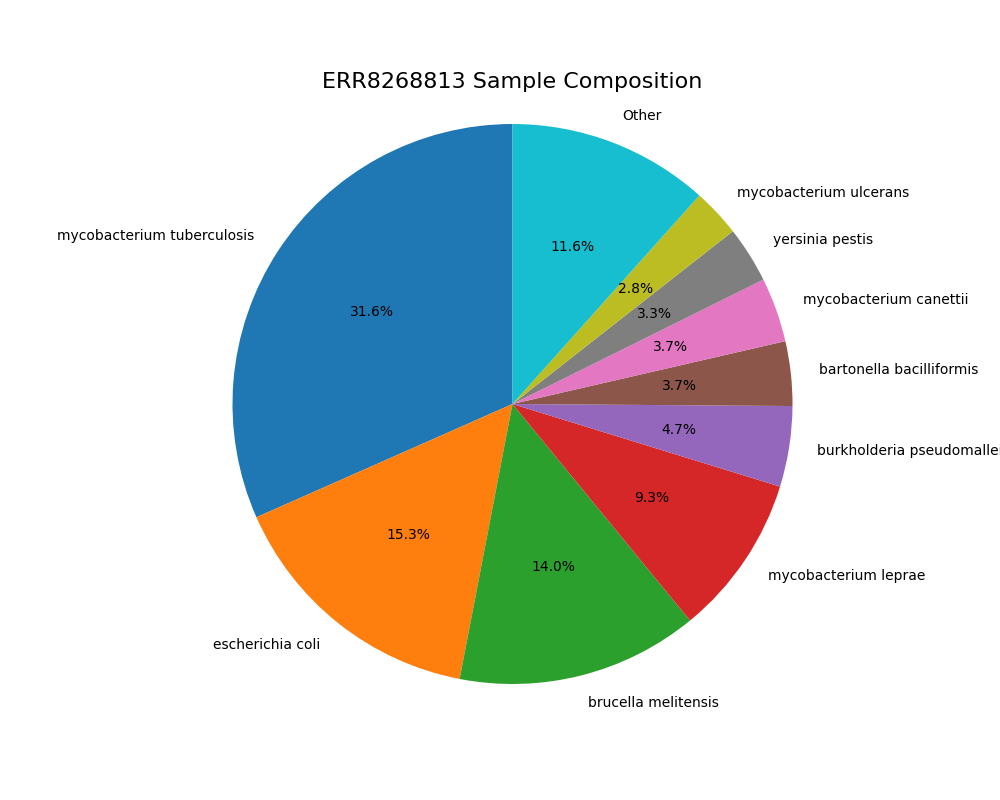 ERR8268813 Sample Composition
Other
mycobacterium ulcerans
yersinia pestis
mycobacterium tuberculosis
11.6%
2.8%
mycobacterium canettii
31.6%
3.3%
3.7%
bartonella bacilliformis
3.7%
4.7%
burkholderia pseudomallei
9.3%
15.3%
14.0%
mycobacterium leprae
escherichia coli
brucella melitensis